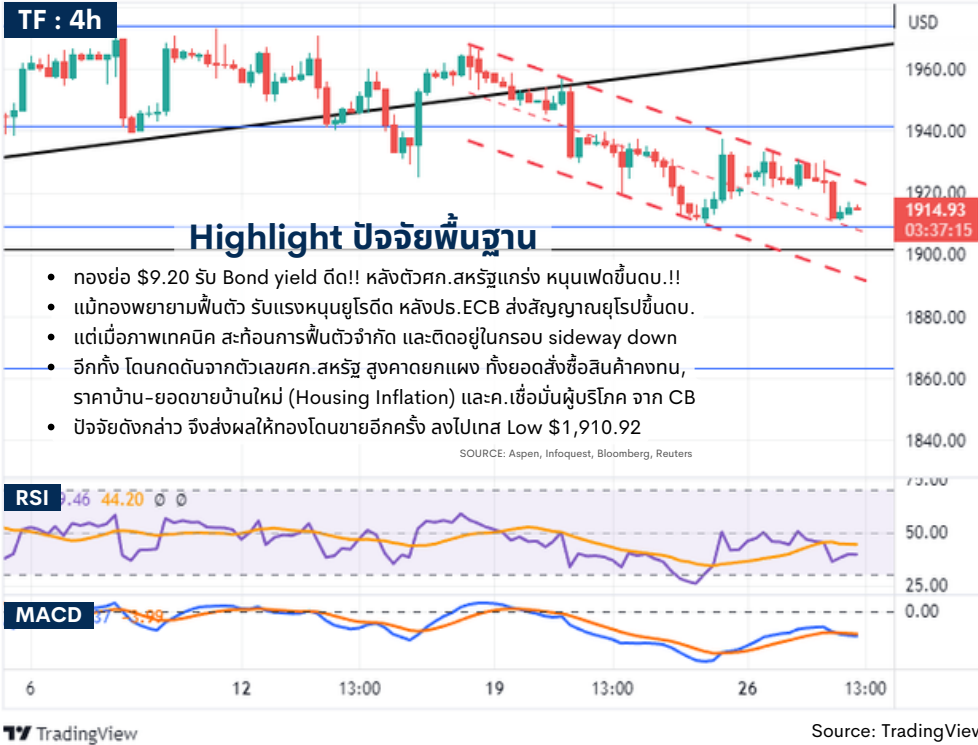 TF : 4h
USD
1960.00
1940.00
1920.00
1914.93
03:37:15
1900.00
1880.00
1860.00
1840.00
Highlight ปัจจัยพื้นฐาน
• ทองย่อ $9.20 รับ Bond yield ดีด!! หลังตัวศก.สหรัฐแกร่ง หนุนเฟดขึ้นดบ.!!
• แม้ทองพยายามฟื้นตัว รับแรงหนุนยูโรดีด หลังปธ.ECB ส่งสัญญาณยุโรปขึ้นดบ.
• แต่เมื่อภาพเทคนิค สะท้อนการฟื้นตัวจำกัด และติดอยู่ในกรอบ sideway down
• อีกทั้ง โดนกดดันจากตัวเลขศก.สหรัฐ สูงคาดยกแผง ทั้งยอดสั่งซื้อสินค้าคงทน,
ราคาบ้าน-ยอดขายบ้านใหม่ (Housing Inflation) และค.เชื่อมั่นผู้บริโภค จาก CB
• ปัจจัยดังกล่าว จึงส่งผลให้ทองโดนขายอีกครั้ง ลงไปเทส Low $1,910.92
SOURCE: Aspen, Infoquest, Bloomberg, Reuters
RSI 9.46 44.20 Ø Ø
75.00
50.00
25.00
MACD 37 -3.99
0.00
6 12 13:00 19 13:00 26 13:00
TradingView
Source: TradingView